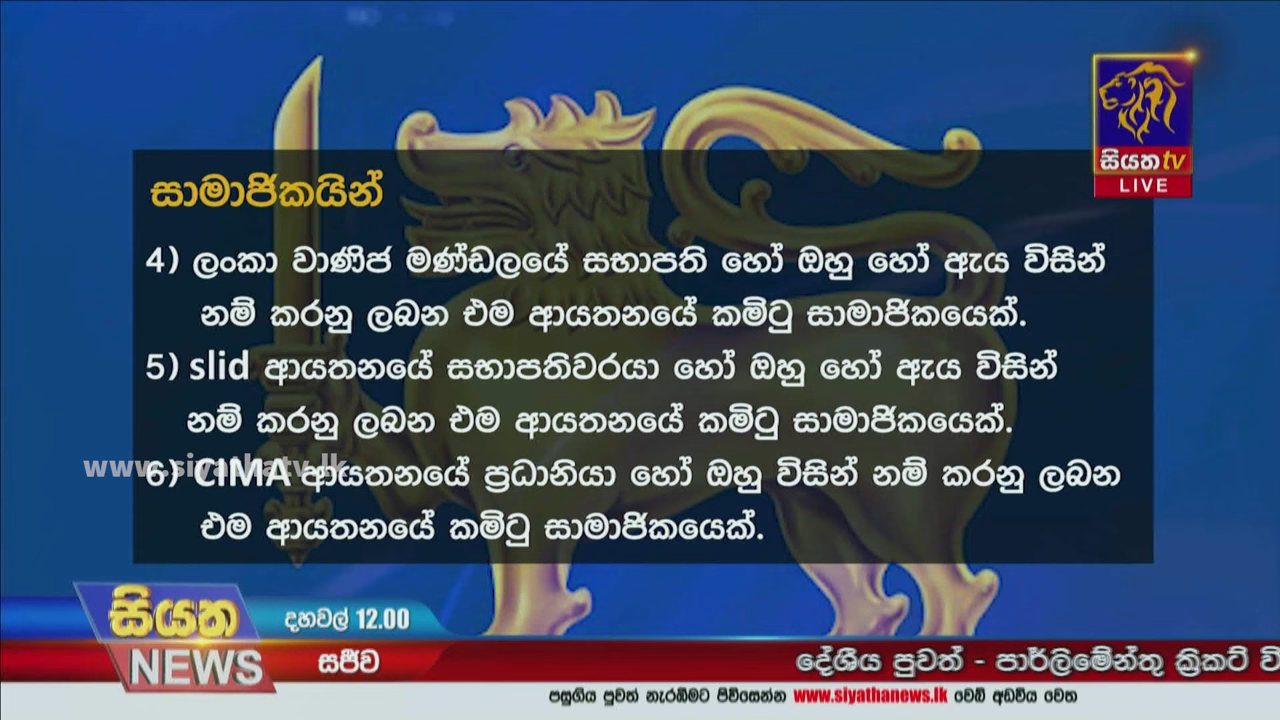 සියත tv
LIVE
සාමාජිකයින්
4) ලංකා වාණිජ මණ්ඩලයේ සභාපති හෝ ඔහු හෝ ඇය විසින්
නම් කරනු ලබන එම ආයතනයේ කමිටු සාමාජිකයෙක්.
5) slid ආයතනයේ සභාපතිවරයා හෝ ඔහු හෝ ඇය විසින්
නම් කරනු ලබන එම ආයතනයේ කමිටු සාමාජිකයෙක්.
www.siyathatv.lk
6) CIMA ආයතනයේ ප්‍රධානියා හෝ ඔහු විසින් නම් කරනු ලබන
එම ආයතනයේ කමිටු සාමාජිකයෙක්.
සියත
NEWS
දහවල් 12.00
සජීව
දේශීය පුවත් - පාර්ලිමේන්තු ක්‍රිකට් වි
පසුගිය පුවත් නැරඹීමට පිවිසෙන්න www.siyathanews.lk වෙබ් අඩවිය වෙත